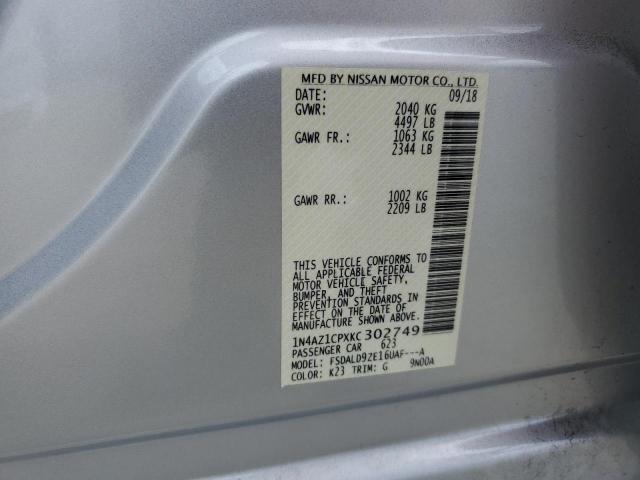 MFD BY NISSAN MOTOR CO., LTD.
DATE: 09/18
GVWR: 2040 KG
4497 LB
GAWR FR.: 1063 KG
2344 LB
GAWR RR.: 1002 KG
2209 LB
THIS VEHICLE CONFORMS TO
ALL APPLICABLE FEDERAL
MOTOR VEHICLE SAFETY,
BUMPER, AND THEFT
PREVENTION STANDARDS IN
EFFECT ON THE DATE OF
MANUFACTURE SHOWN ABOVE.
1N4AZ1CPXKC302749
PASSENGER CAR 623
MODEL: FSDALD9ZE16UAF---A
COLOR: K23 TRIM: G 9N00A